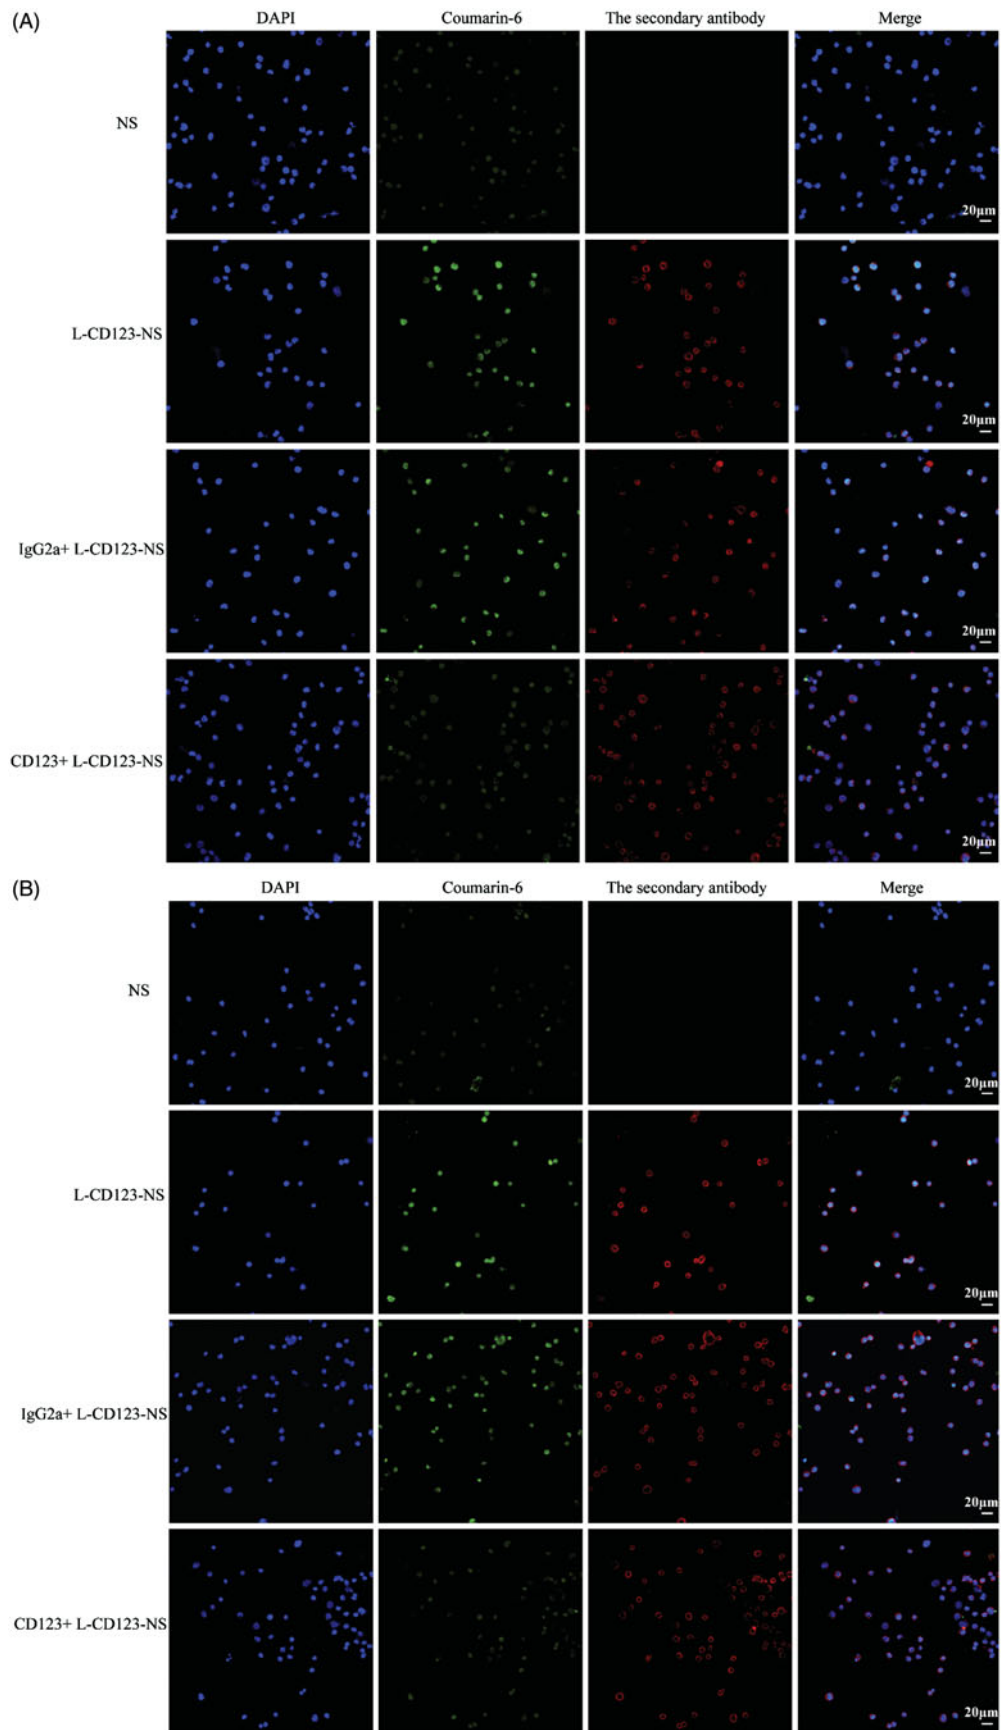 (A)
DAPI Coumarin-6 The secondary antibody Merge
NS
20μm
L-CD123-NS
20μm
IgG2a+ L-CD123-NS
20μm
CD123+ L-CD123-NS
20μm
(B)
DAPI Coumarin-6 The secondary antibody Merge
NS
20μm
L-CD123-NS
20μm
IgG2a+ L-CD123-NS
20μm
CD123+ L-CD123-NS
20μm